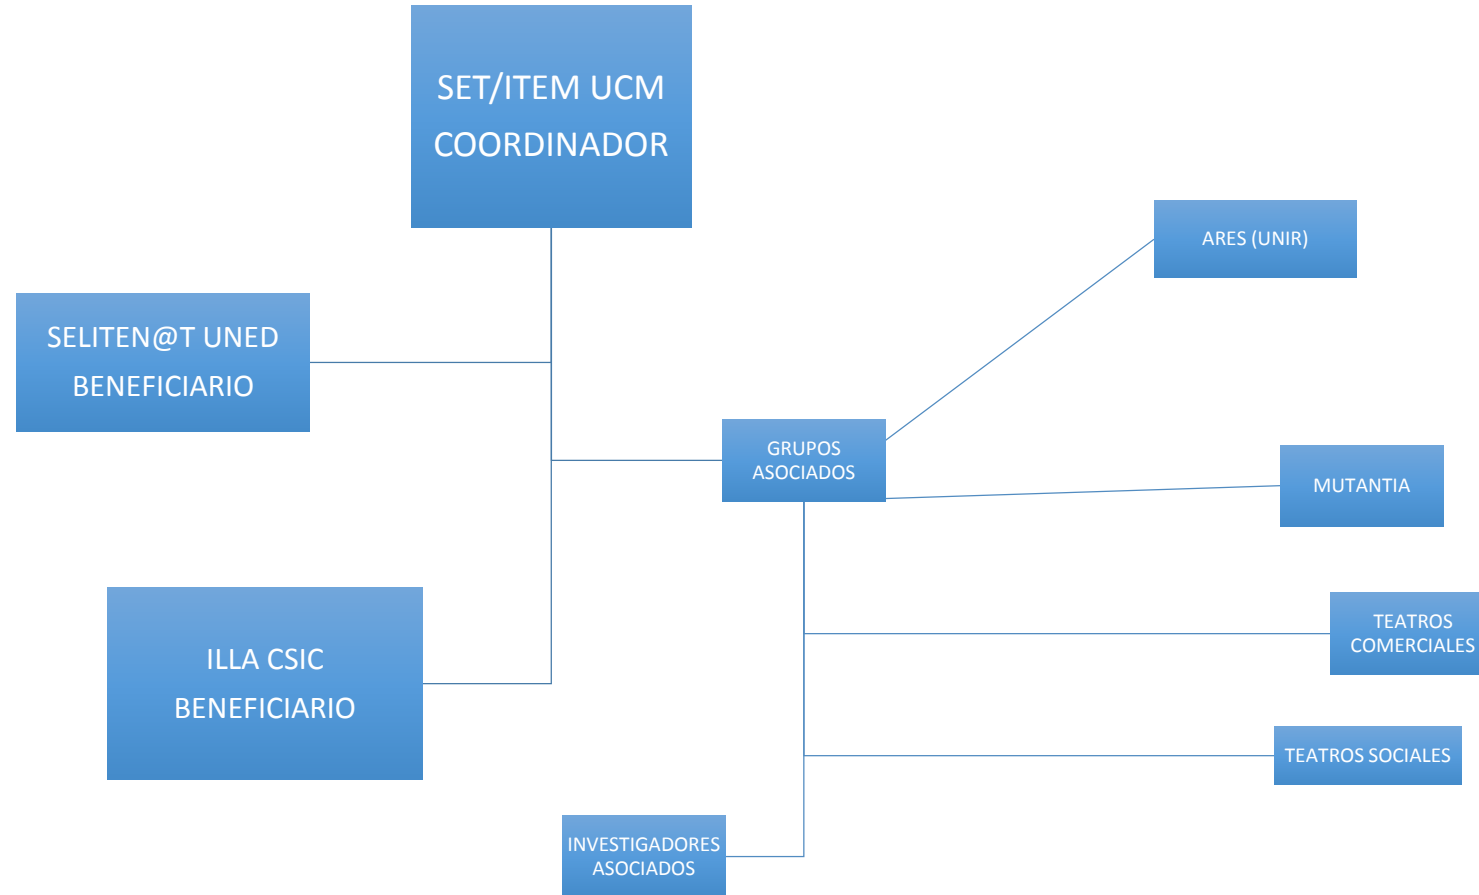 SET/ITEM UCM
COORDINADOR
ARES (UNIR)
SELITEN@T UNED
BENEFICIARIO
GRUPOS
ASOCIADOS
MUTANTIA
ILLA CSIC
BENEFICIARIO
TEATROS
COMERCIALES
TEATROS SOCIALES
INVESTIGADORES
ASOCIADOS